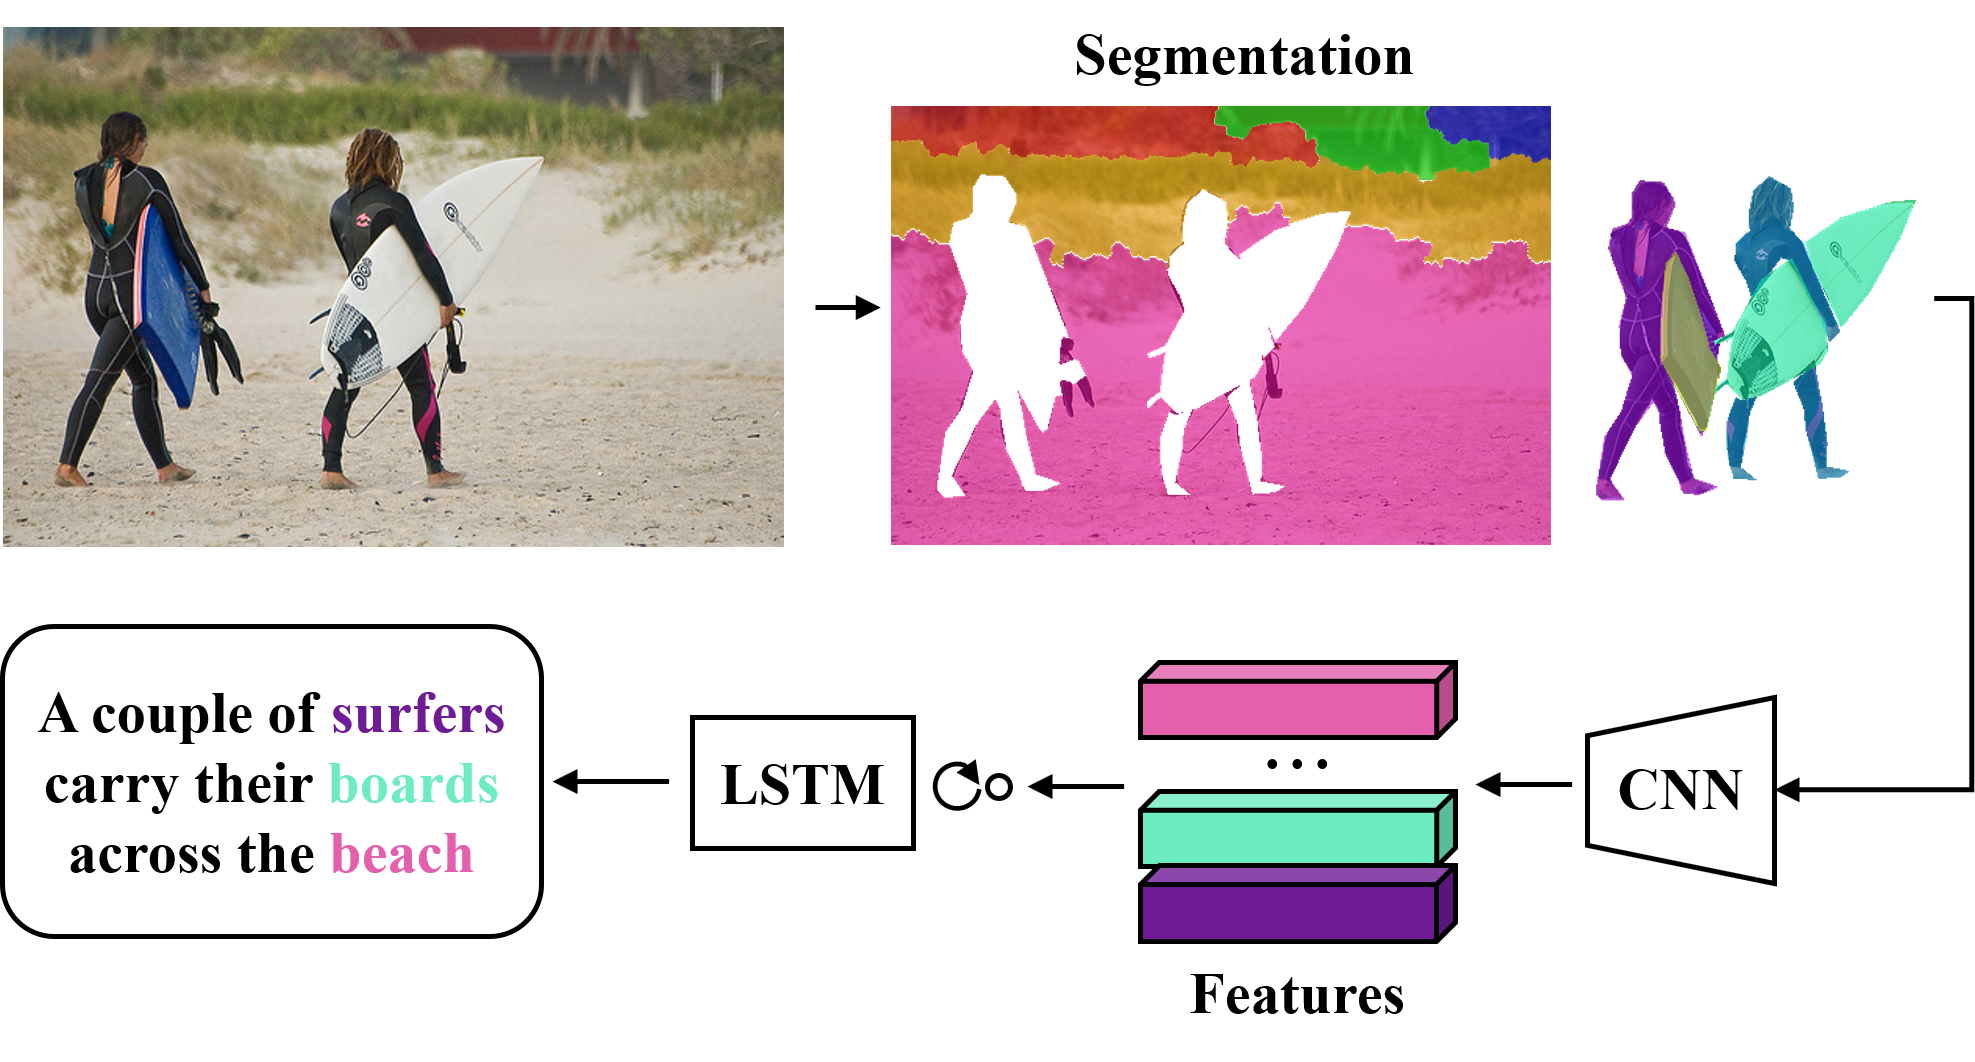 Segmentation
A couple of surfers
carry their boards
across the beach
LSTM
...
CNN
Features